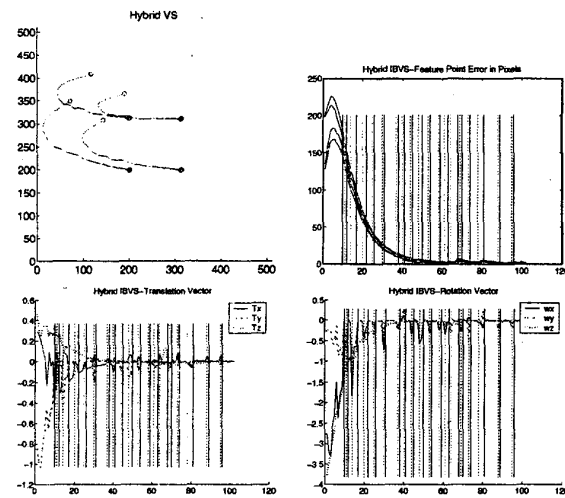 Hybrid VS
500
450
400
350
300
250
200
150
100
50
0
0 100 200 300 400 500
Hybrid IBVS-Feature Point Error in Pixels
250
200
150
100
50
0
0 20 40 60 80 100 120
Hybrid IBVS-Translation Vector
0.6
0.4
0.2
0
-0.2
-0.4
-0.6
-0.8
-1
-1.2
0 20 40 60 80 100 120
Tx
Ty
Tz
Hybrid IBVS-Rotation Vector
0.5
0
-0.5
-1
-1.5
-2
-2.5
-3
-3.5
-4
0 20 40 60 80 100 120
wx
wy
wz